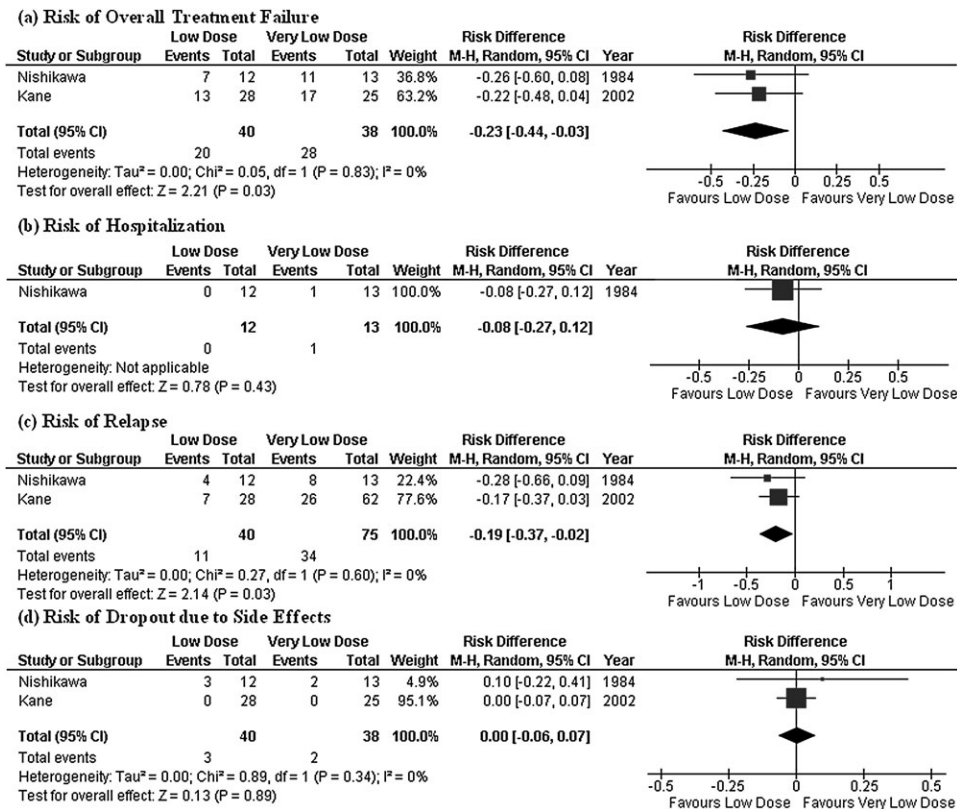 (a) Risk of Overall Treatment Failure
Low Dose Very Low Dose Risk Difference Risk Difference
Study or Subgroup Events Total Events Total Weight M-H, Random, 95% CI Year M-H, Random, 95% CI
Nishikawa 7 12 11 13 36.8% -0.26 [-0.60, 0.08] 1984
Kane 13 28 17 25 63.2% -0.22 [-0.48, 0.04] 2002
Total (95% CI) 40 38 100.0% -0.23 [-0.44, -0.03]
Total events 20 28
Heterogeneity: Tau² = 0.00; Chi² = 0.05, df = 1 (P = 0.83); I² = 0%
Test for overall effect: Z = 2.21 (P = 0.03)
-0.5 -0.25 0 0.25 0.5
Favours Low Dose Favours Very Low Dose
(b) Risk of Hospitalization
Low Dose Very Low Dose Risk Difference Risk Difference
Study or Subgroup Events Total Events Total Weight M-H, Random, 95% CI Year M-H, Random, 95% CI
Nishikawa 0 12 1 13 100.0% -0.08 [-0.27, 0.12] 1984
Total (95% CI) 12 13 100.0% -0.08 [-0.27, 0.12]
Total events 0 1
Heterogeneity: Not applicable
Test for overall effect: Z = 0.78 (P = 0.43)
-0.5 -0.25 0 0.25 0.5
Favours Low Dose Favours Very Low Dose
(c) Risk of Relapse
Low Dose Very Low Dose Risk Difference Risk Difference
Study or Subgroup Events Total Events Total Weight M-H, Random, 95% CI Year M-H, Random, 95% CI
Nishikawa 4 12 8 13 22.4% -0.28 [-0.66, 0.09] 1984
Kane 7 28 26 62 77.6% -0.17 [-0.37, 0.03] 2002
Total (95% CI) 40 75 100.0% -0.19 [-0.37, -0.02]
Total events 11 34
Heterogeneity: Tau² = 0.00; Chi² = 0.27, df = 1 (P = 0.60); I² = 0%
Test for overall effect: Z = 2.14 (P = 0.03)
-1 -0.5 0 0.5 1
Favours Low Dose Favours Very Low Dose
(d) Risk of Dropout due to Side Effects
Low Dose Very Low Dose Risk Difference Risk Difference
Study or Subgroup Events Total Events Total Weight M-H, Random, 95% CI Year M-H, Random, 95% CI
Nishikawa 3 12 2 13 4.9% 0.10 [-0.22, 0.41] 1984
Kane 0 28 0 25 95.1% 0.00 [-0.07, 0.07] 2002
Total (95% CI) 40 38 100.0% 0.00 [-0.06, 0.07]
Total events 3 2
Heterogeneity: Tau² = 0.00; Chi² = 0.89, df = 1 (P = 0.34); I² = 0%
Test for overall effect: Z = 0.13 (P = 0.89)
-0.5 -0.25 0 0.25 0.5
Favours Low Dose Favours Very Low Dose